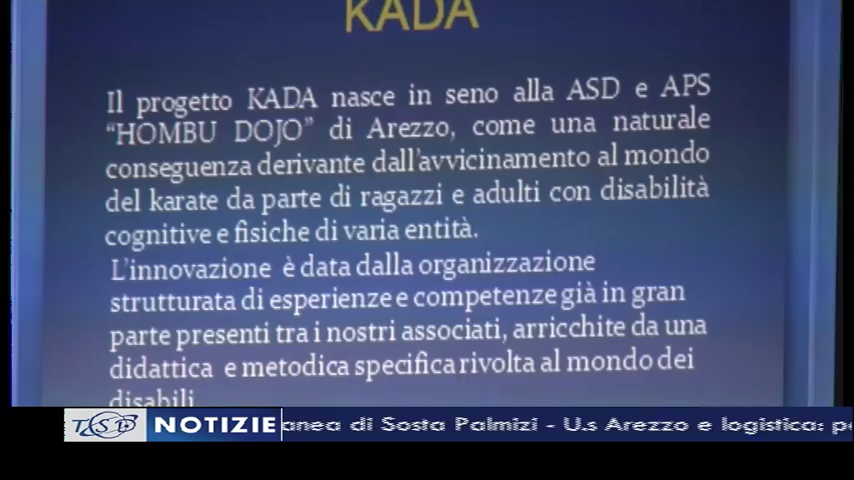 KADA
Il progetto KADA nasce in seno alla ASD e APS
“HOMBU DOJO” di Arezzo, come una naturale
conseguenza derivante dall'avvicinamento al mondo
del karate da parte di ragazzi e adulti con disabilità
cognitive e fisiche di varia entità.
L'innovazione è data dalla organizzazione
strutturata di esperienze e competenze già in gran
parte presenti tra i nostri associati, arricchite da una
didattica e metodica specifica rivolta al mondo dei
disabili
NOTIZIE anea di Sosta Palmizi - U.s Arezzo e logistica: